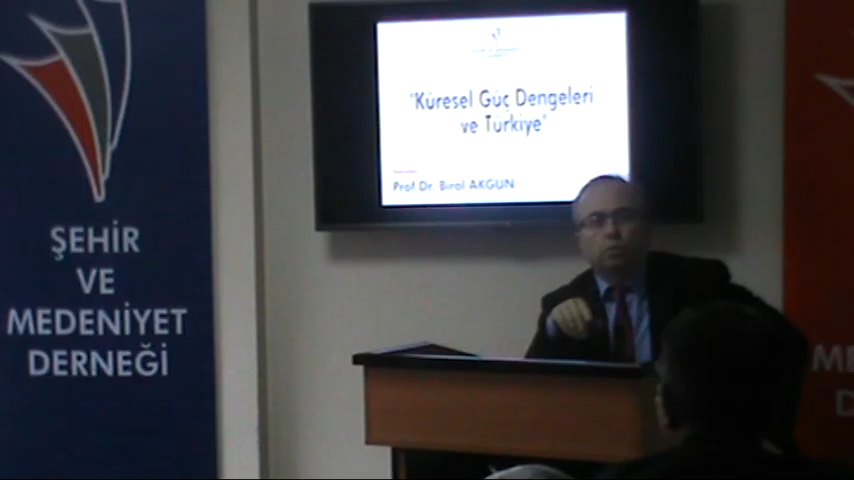 ŞEHİR
VE
MEDENİYET
DERNEĞİ
'Küresel Güç Dengeleri
ve Türkiye'
Prof.Dr. Birol AKGÜN